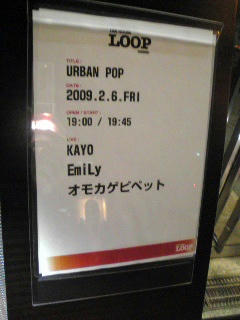 LOOP
TITLE:
URBAN POP
DATE:
2009.2.6.FRI
OPEN / START:
19:00 / 19:45
LIVE:
KAYO
EmiLy
オモカゲピペット
LOOP